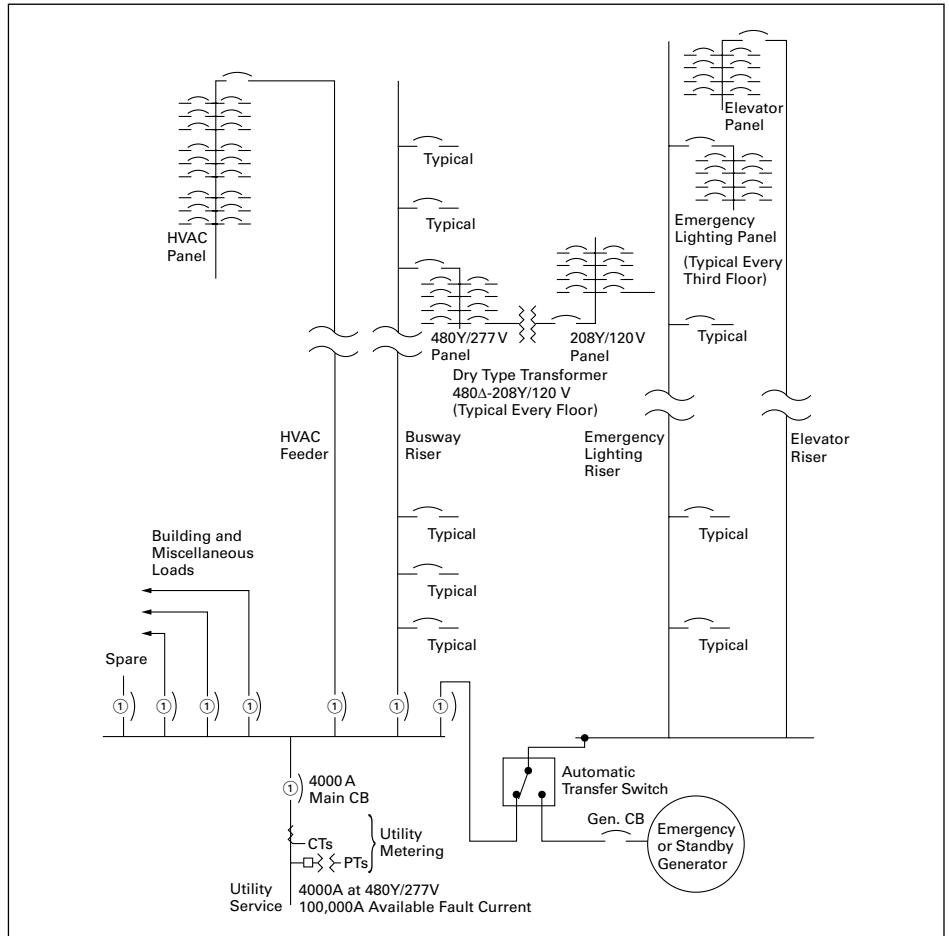 Elevator
Panel
Typical
Typical
HVAC
Panel
Emergency
Lighting Panel
(Typical Every
Third Floor)
480Y/277 V
Panel
208Y/120 V
Panel
Dry Type Transformer
480Δ-208Y/120 V
(Typical Every Floor)
Typical
HVAC
Feeder
Busway
Riser
Emergency
Lighting
Riser
Elevator
Riser
Typical
Typical
Typical
Typical
Typical
Building and
Miscellaneous
Loads
Spare
1
1
1
1
1
1
1
1
4000 A
Main CB
CTs
PTs
Utility
Metering
Utility
Service
4000A at 480Y/277V
100,000A Available Fault Current
Automatic
Transfer Switch
Gen. CB
Emergency
or Standby
Generator